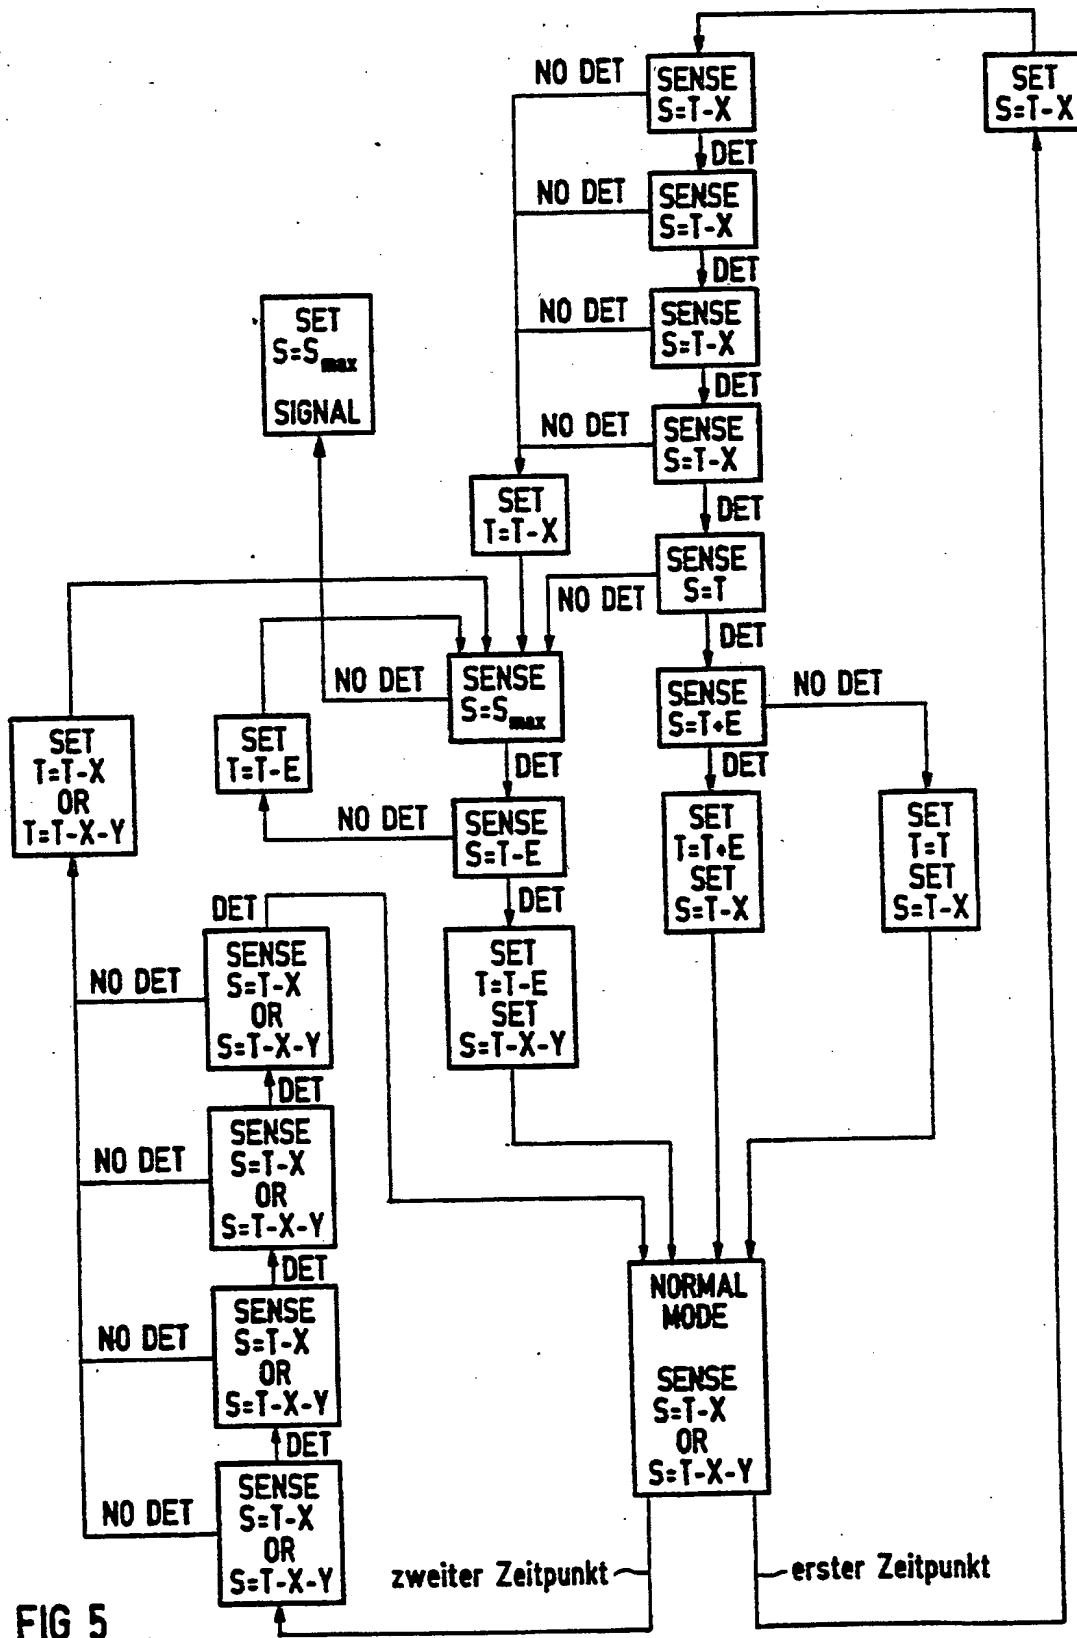 NO DET
SENSE
S=T-X
SET
S=T-X
DET
NO DET
SENSE
S=T-X
DET
NO DET
SENSE
S=T-X
DET
SET
S=Smax
SIGNAL
NO DET
SENSE
S=T-X
DET
SET
T=T-X
SENSE
S=T
NO DET
DET
NO DET
SENSE
S=Smax
DET
SENSE
S=T+E
NO DET
DET
SET
T=T-X
OR
T=T-X-Y
SET
T=T-E
NO DET
SENSE
S=T-E
DET
SET
T=T+E
SET
S=T-X
SET
T=T
SET
S=T-X
DET
NO DET
SENSE
S=T-X
OR
S=T-X-Y
DET
SET
T=T-E
SET
S=T-X-Y
NO DET
SENSE
S=T-X
OR
S=T-X-Y
DET
NO DET
SENSE
S=T-X
OR
S=T-X-Y
DET
NO DET
SENSE
S=T-X
OR
S=T-X-Y
NORMAL
MODE
SENSE
S=T-X
OR
S=T-X-Y
zweiter Zeitpunkt
erster Zeitpunkt
FIG 5